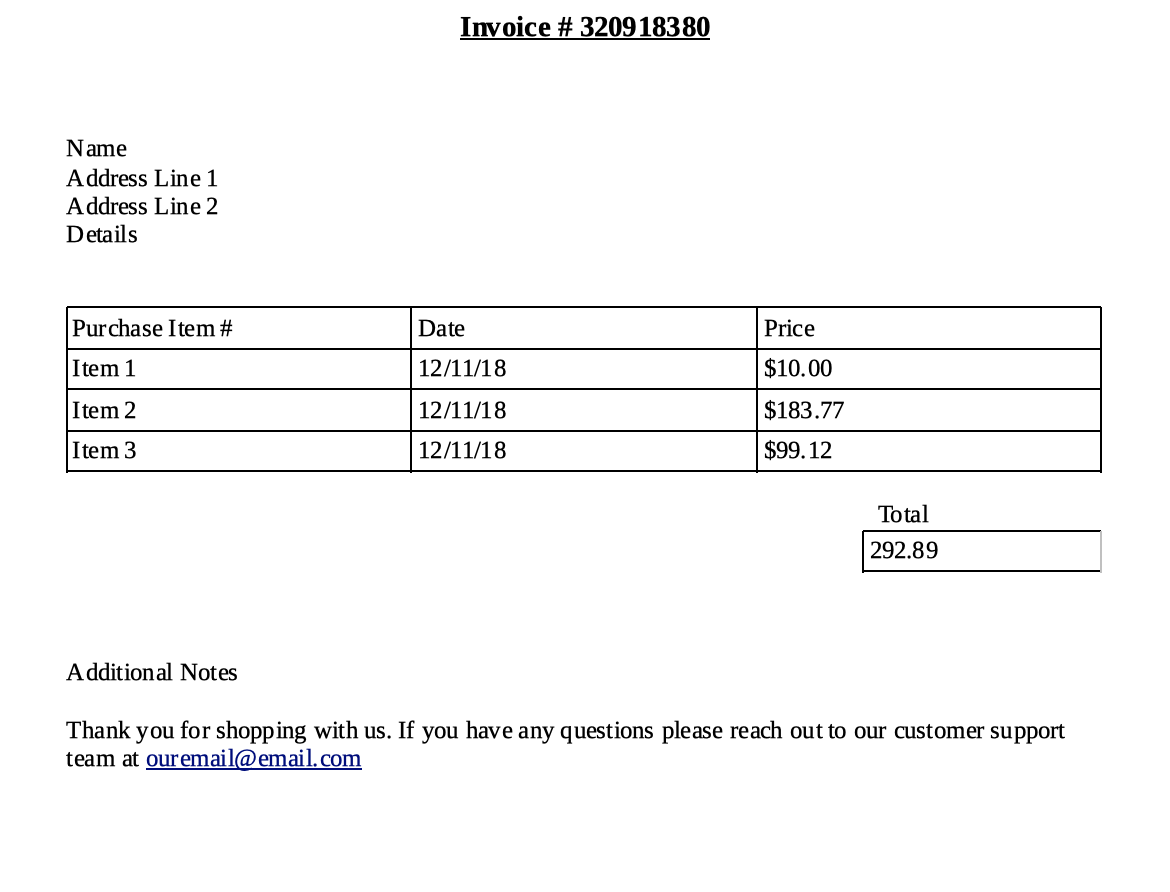 Invoice # 320918380
Name
Address Line 1
Address Line 2
Details
Purchase Item # Date Price
Item 1 12/11/18 $10.00
Item 2 12/11/18 $183.77
Item 3 12/11/18 $99.12
Total
292.89
Additional Notes
Thank you for shopping with us. If you have any questions please reach out to our customer support
team at ouremail@email.com